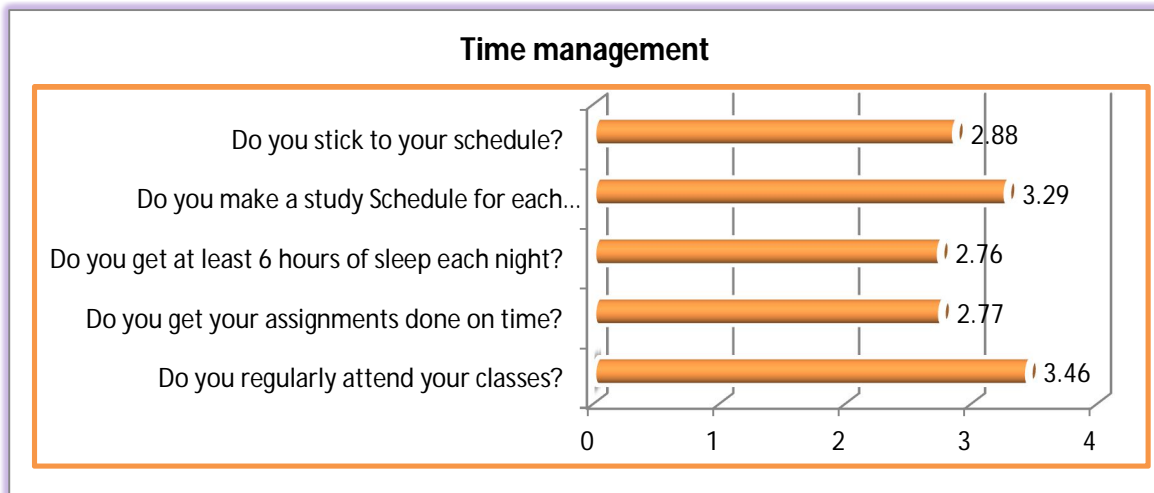 Time management
Do you stick to your schedule?
2.88
Do you make a study Schedule for each...
3.29
Do you get at least 6 hours of sleep each night?
2.76
Do you get your assignments done on time?
2.77
Do you regularly attend your classes?
3.46
0 1 2 3 4